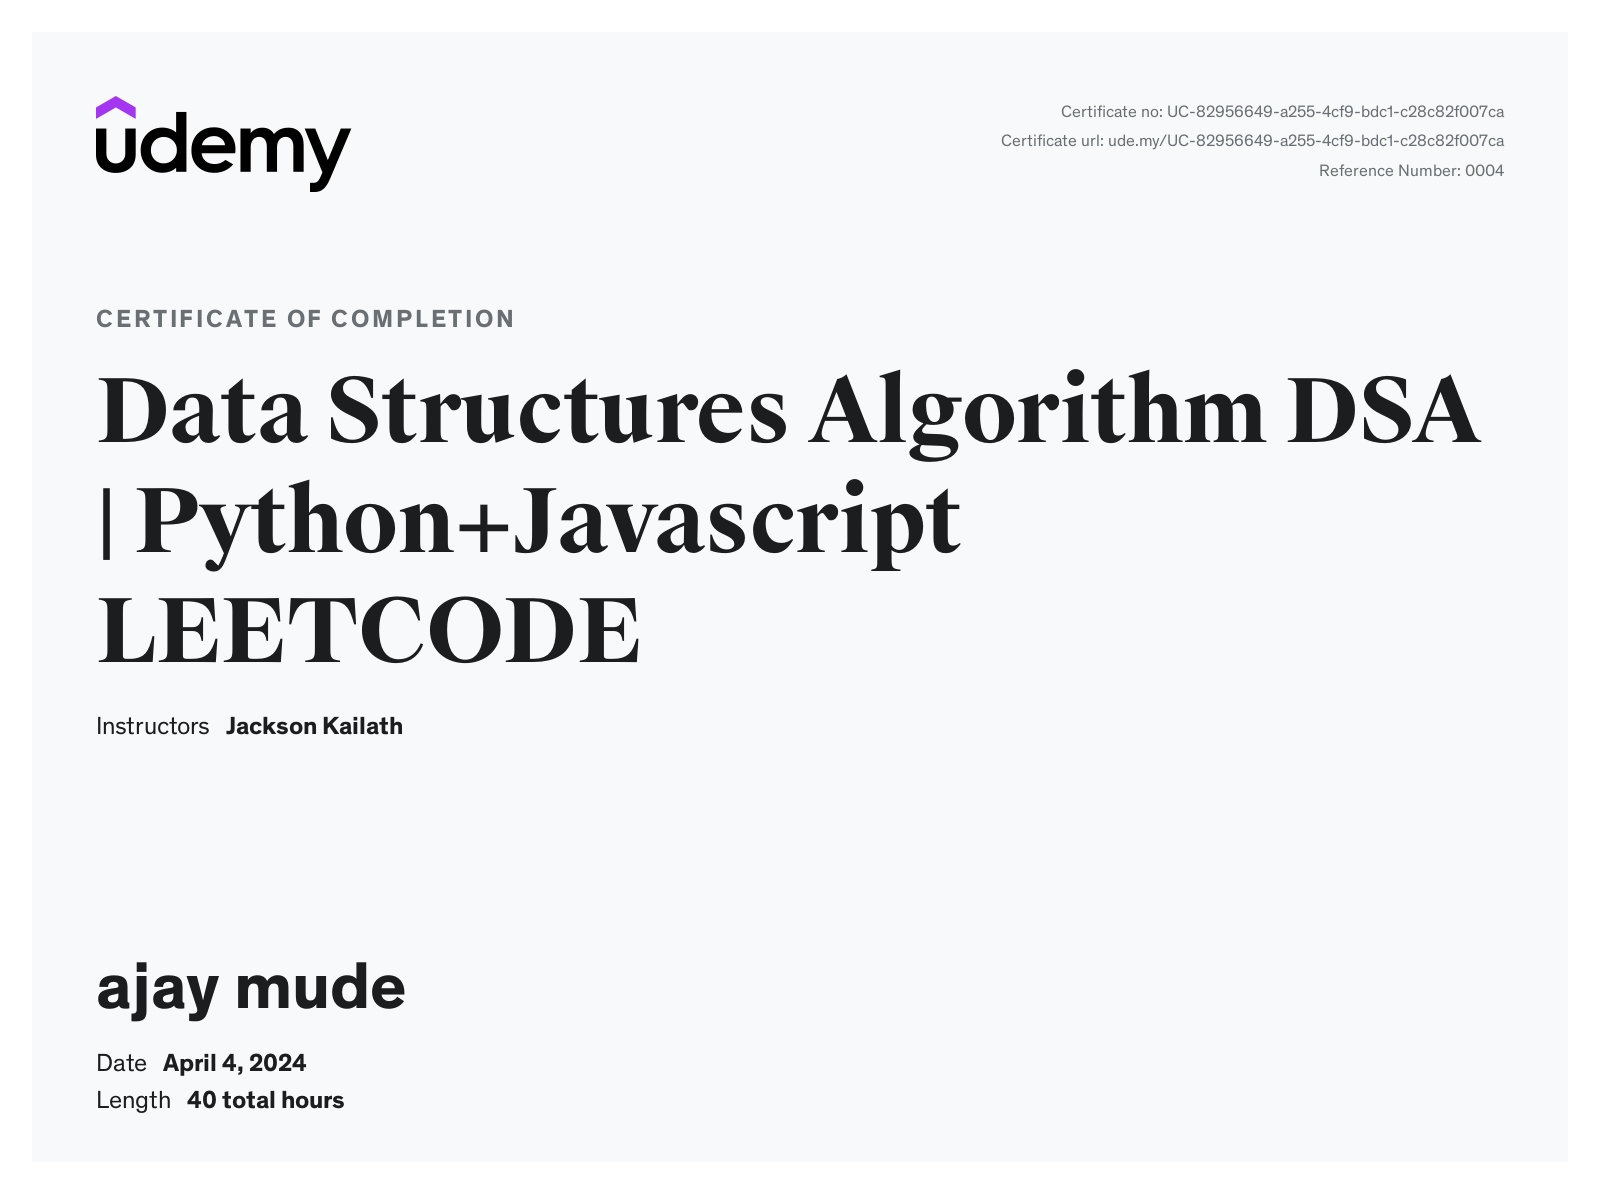 udemy
Certificate no: UC-82956649-a255-4cf9-bdc1-c28c82f007ca
Certificate url: ude.my/UC-82956649-a255-4cf9-bdc1-c28c82f007ca
Reference Number: 0004
CERTIFICATE OF COMPLETION
Data Structures Algorithm DSA
| Python+Javascript
LEETCODE
Instructors Jackson Kailath
ajay mude
Date April 4, 2024
Length 40 total hours